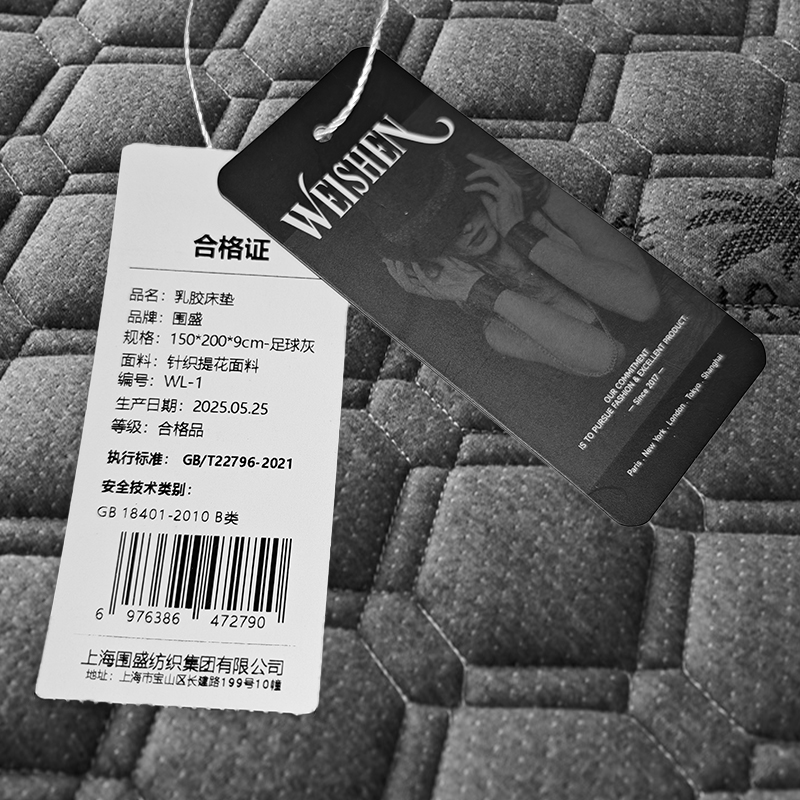 合格证
品名：乳胶床垫
品牌：围盛
规格：150*200*9cm-足球灰
面料：针织提花面料
编号：WL-1
生产日期：2025.05.25
等级：合格品
执行标准： GB/T22796-2021
安全技术类别：
GB 18401-2010 B类
6 976386 472790
上海围盛纺织集团有限公司
地址：上海市宝山区长建路199号10幢
WEISHEN
OUR COMMITMENT
IS TO PURSUE FASHION & EXCELLENT PRODUCT.
— Since 2017 —
Paris . New York . London . Tokyo . Shanghai